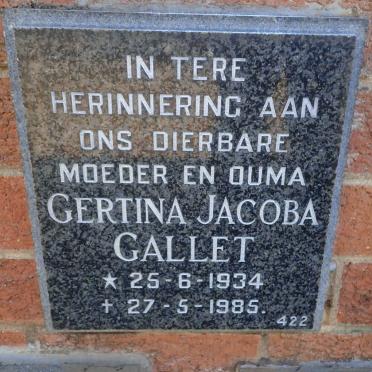 IN TERE
HERINNERING AAN
ONS DIERBARE
MOEDER EN OUMA
GERTINA JACOBA
GALLET
★ 25-6-1934
+ 27-5-1985.
422